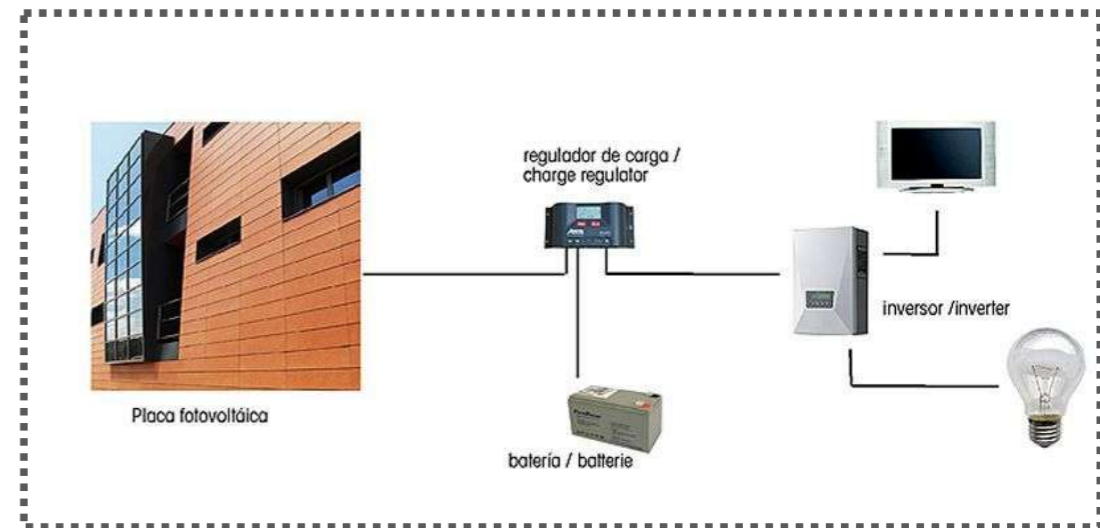 regulador de carga /
charge regulator
inversor /inverter
Placa fotovoltáica
batería / batterie